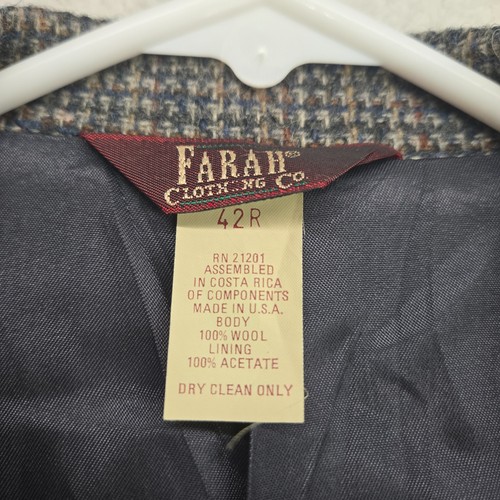 FARAH
CLOTHING CO.
42R
RN 21201
ASSEMBLED
IN COSTA RICA
OF COMPONENTS
MADE IN U.S.A.
BODY
100% WOOL
LINING
100% ACETATE
DRY CLEAN ONLY